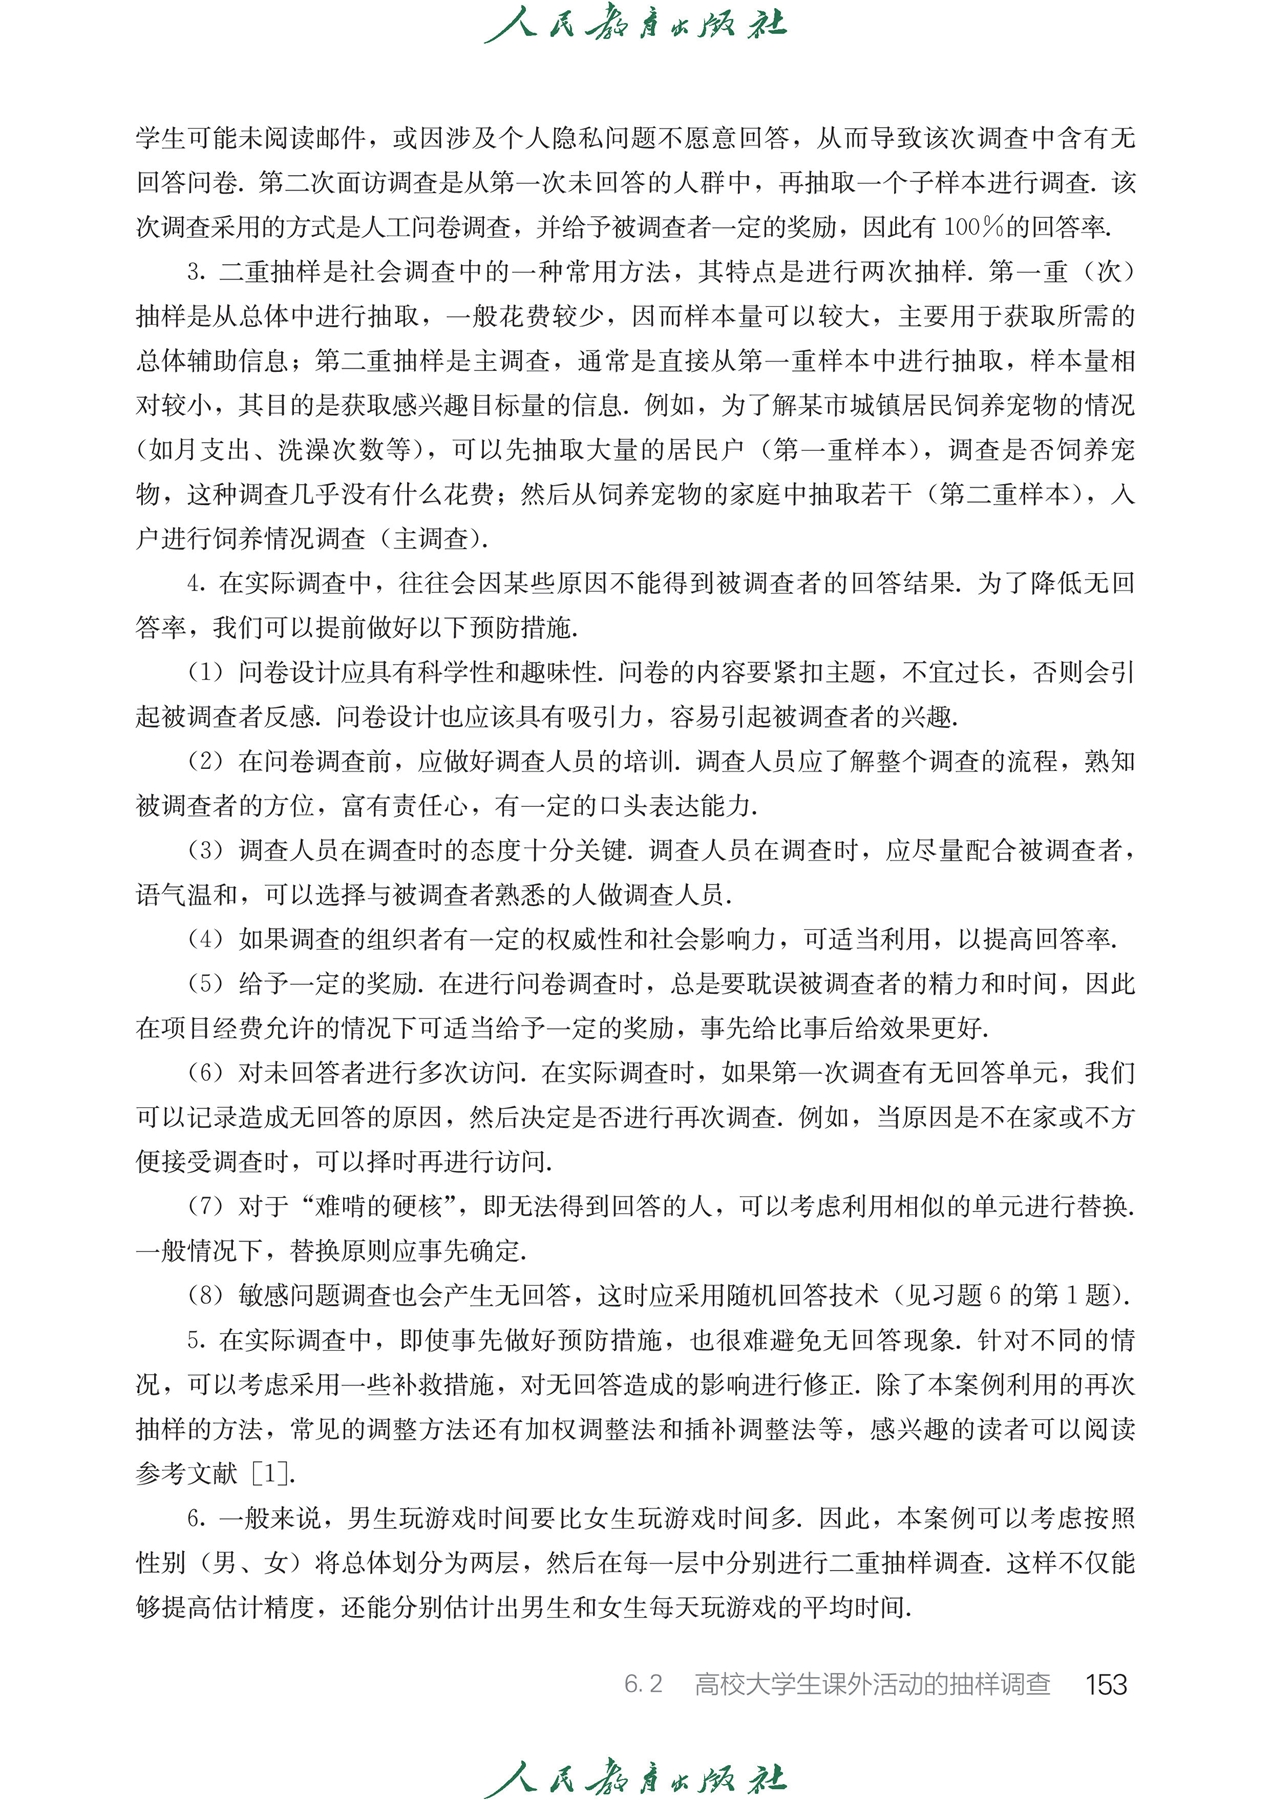 人民教育出版社
学生可能未阅读邮件，或因涉及个人隐私问题不愿意回答，从而导致该次调查中含有无
回答问卷. 第二次面访调查是从第一次未回答的人群中，再抽取一个子样本进行调查. 该
次调查采用的方式是人工问卷调查，并给予被调查者一定的奖励，因此有 100%的回答率.
3. 二重抽样是社会调查中的一种常用方法，其特点是进行两次抽样. 第一重（次）
抽样是从总体中进行抽取，一般花费较少，因而样本量可以较大，主要用于获取所需的
总体辅助信息；第二重抽样是主调查，通常是直接从第一重样本中进行抽取，样本量相
对较小，其目的是获取感兴趣目标量的信息. 例如，为了解某市城镇居民饲养宠物的情况
（如月支出、洗澡次数等），可以先抽取大量的居民户（第一重样本），调查是否饲养宠
物，这种调查几乎没有什么花费；然后从饲养宠物的家庭中抽取若干（第二重样本），入
户进行饲养情况调查（主调查）.
4. 在实际调查中，往往会因某些原因不能得到被调查者的回答结果. 为了降低无回
答率，我们可以提前做好以下预防措施.
（1）问卷设计应具有科学性和趣味性. 问卷的内容要紧扣主题，不宜过长，否则会引
起被调查者反感. 问卷设计也应该具有吸引力，容易引起被调查者的兴趣.
（2）在问卷调查前，应做好调查人员的培训. 调查人员应了解整个调查的流程，熟知
被调查者的方位，富有责任心，有一定的口头表达能力.
（3）调查人员在调查时的态度十分关键. 调查人员在调查时，应尽量配合被调查者，
语气温和，可以选择与被调查者熟悉的人做调查人员.
（4）如果调查的组织者有一定的权威性和社会影响力，可适当利用，以提高回答率.
（5）给予一定的奖励. 在进行问卷调查时，总是要耽误被调查者的精力和时间，因此
在项目经费允许的情况下可适当给予一定的奖励，事先给比事后给效果更好.
（6）对未回答者进行多次访问. 在实际调查时，如果第一次调查有无回答单元，我们
可以记录造成无回答的原因，然后决定是否进行再次调查. 例如，当原因是不在家或不方
便接受调查时，可以择时再进行访问.
（7）对于“难啃的硬核”，即无法得到回答的人，可以考虑利用相似的单元进行替换.
一般情况下，替换原则应事先确定.
（8）敏感问题调查也会产生无回答，这时应采用随机回答技术（见习题 6 的第 1 题）.
5. 在实际调查中，即使事先做好预防措施，也很难避免无回答现象. 针对不同的情
况，可以考虑采用一些补救措施，对无回答造成的影响进行修正. 除了本案例利用的再次
抽样的方法，常见的调整方法还有加权调整法和插补调整法等，感兴趣的读者可以阅读
参考文献 [1].
6. 一般来说，男生玩游戏时间要比女生玩游戏时间多. 因此，本案例可以考虑按照
性别（男、女）将总体划分为两层，然后在每一层中分别进行二重抽样调查. 这样不仅能
够提高估计精度，还能分别估计出男生和女生每天玩游戏的平均时间.
6. 2 高校大学生课外活动的抽样调查 153
人民教育出版社